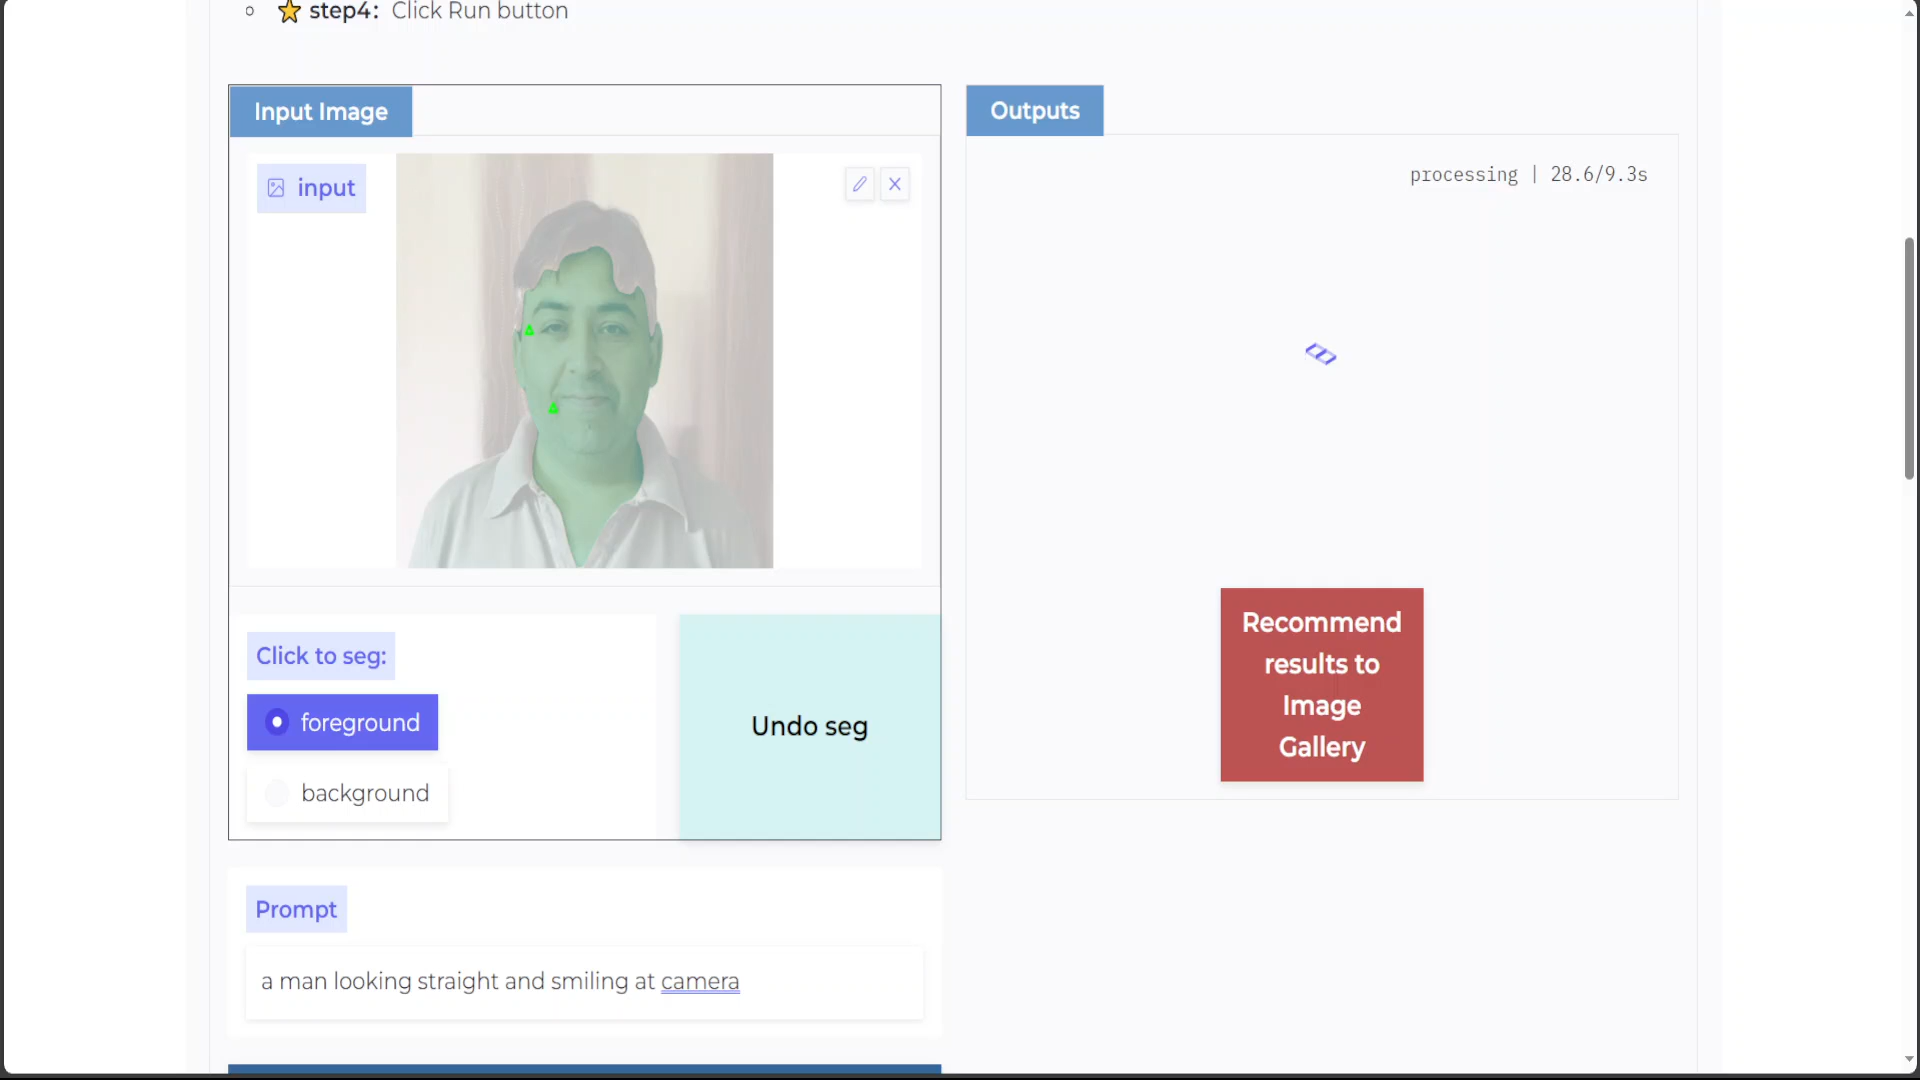 step4: Click Run button
Input Image
input
Click to seg:
foreground
background
Undo seg
Prompt
a man looking straight and smiling at camera
Outputs
processing | 28.6/9.3s
Recommend
results to
Image
Gallery